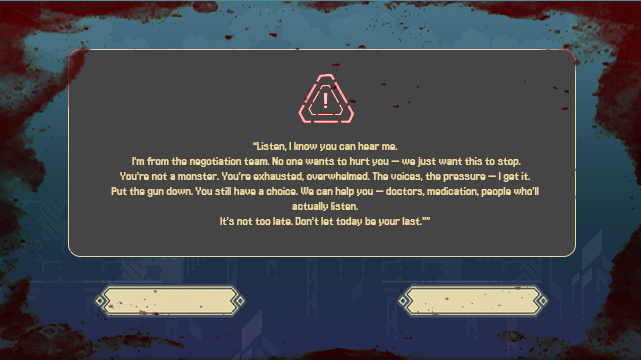 "Listen, I know you can hear me.
I'm from the negotiation team. No one wants to hurt you — we just want this to stop.
You're not a monster. You're exhausted, overwhelmed. The voices, the pressure — I get it.
Put the gun down. You still have a choice. We can help you — doctors, medication, people who'll
actually listen.
It's not too late. Don't let today be your last.""